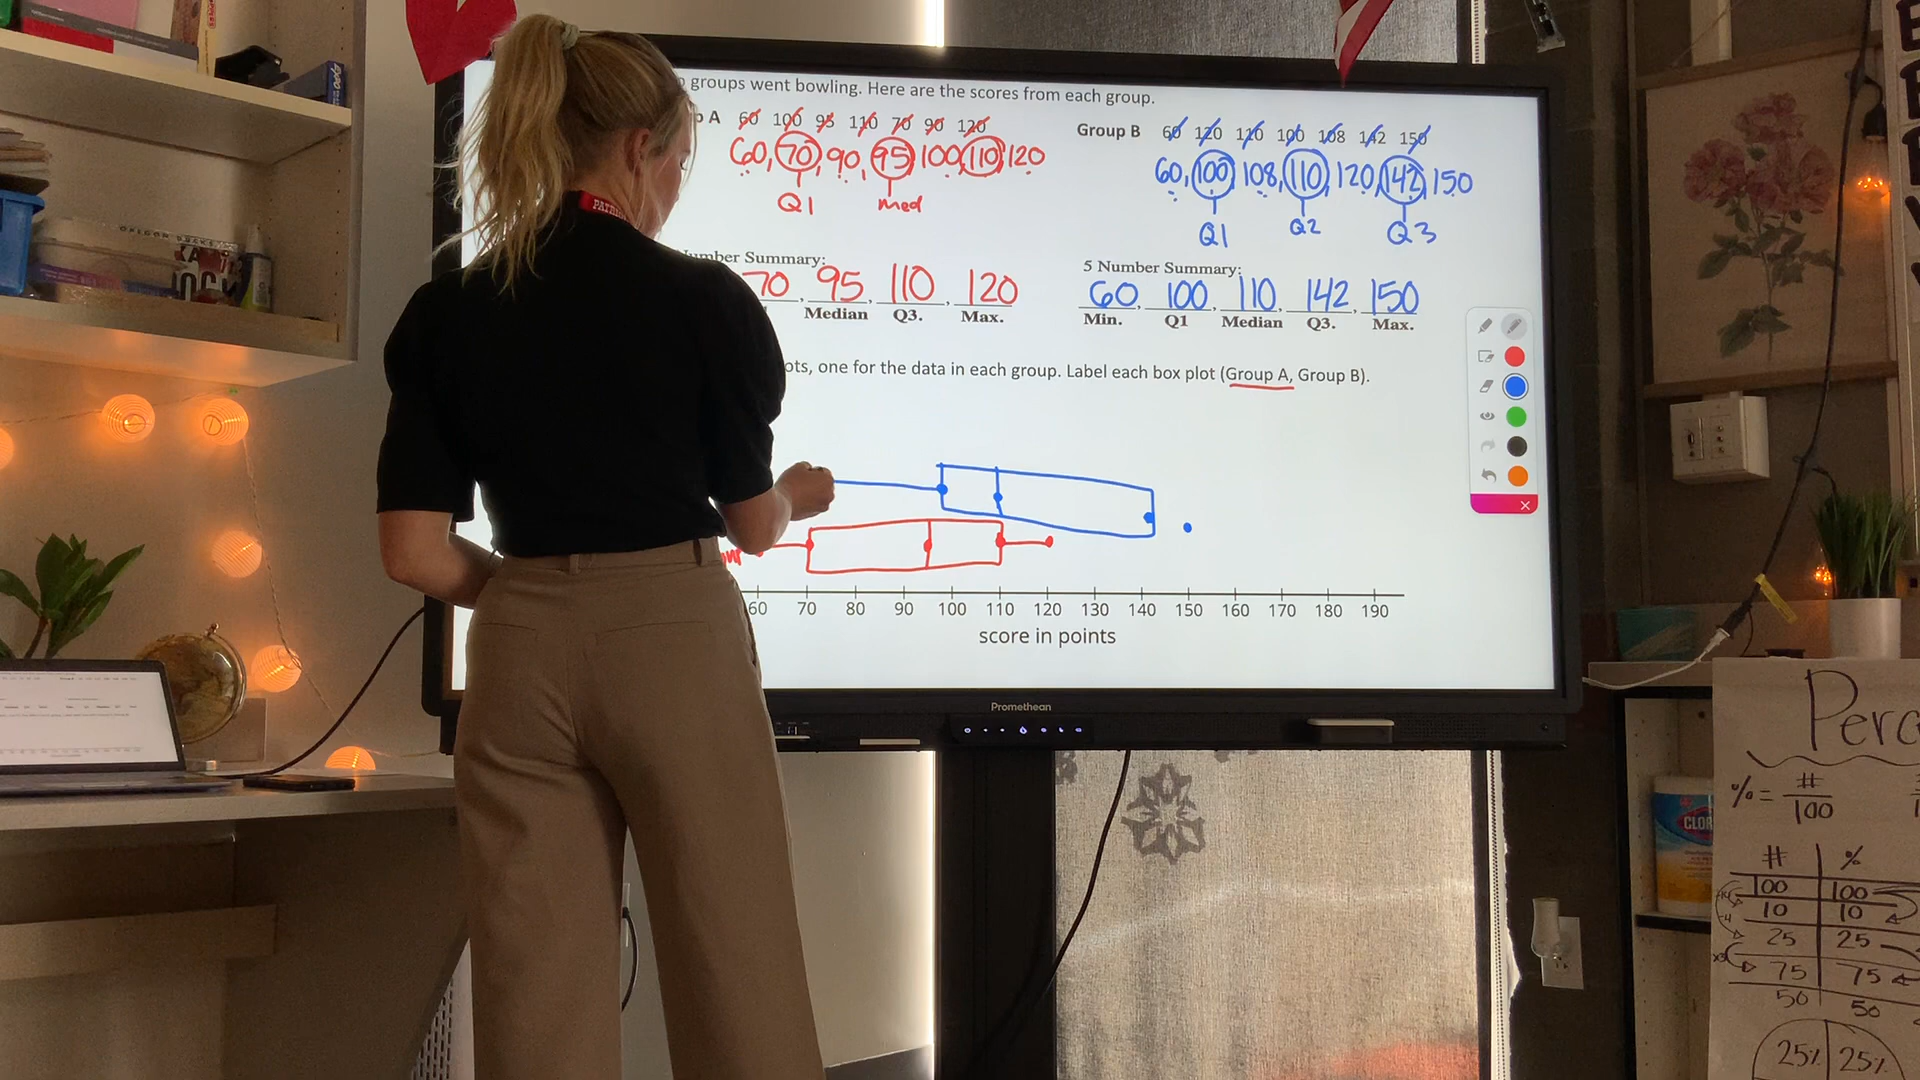 groups went bowling. Here are the scores from each group.
A 60 100 95 110 70 90 120
60, 70, 90, 95, 100, 110, 120
Q1 med
Group B 60 120 110 100 108 142 150
60, 100, 108, 110, 120, 142, 150
Q1 Q2 Q3
Number Summary:
70, 95, 110, 120
Median Q3. Max.
5 Number Summary:
60, 100, 110, 142, 150
Min. Q1 Median Q3. Max.
one for the data in each group. Label each box plot (Group A, Group B).
60 70 80 90 100 110 120 130 140 150 160 170 180 190
score in points
Promethean
OREGON DUCKS
Perc
% = #/100
# %
100 100
10 10
25 25
75 75
50 50
25% 25%
CLOR